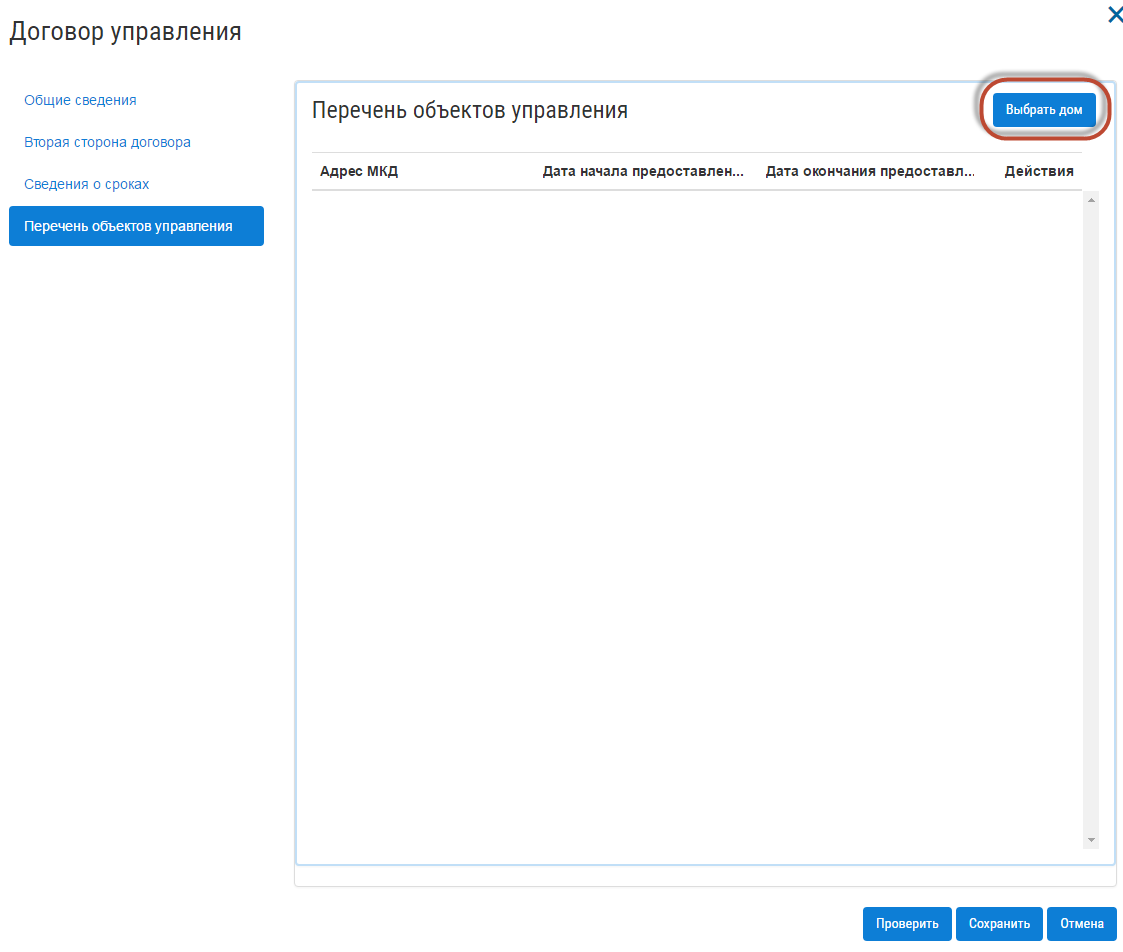 Договор управления
Общие сведения
Вторая сторона договора
Сведения о сроках
Перечень объектов управления
Перечень объектов управления
Выбрать дом
Адрес МКД Дата начала предоставлен... Дата окончания предоставл... Действия
Проверить Сохранить Отмена